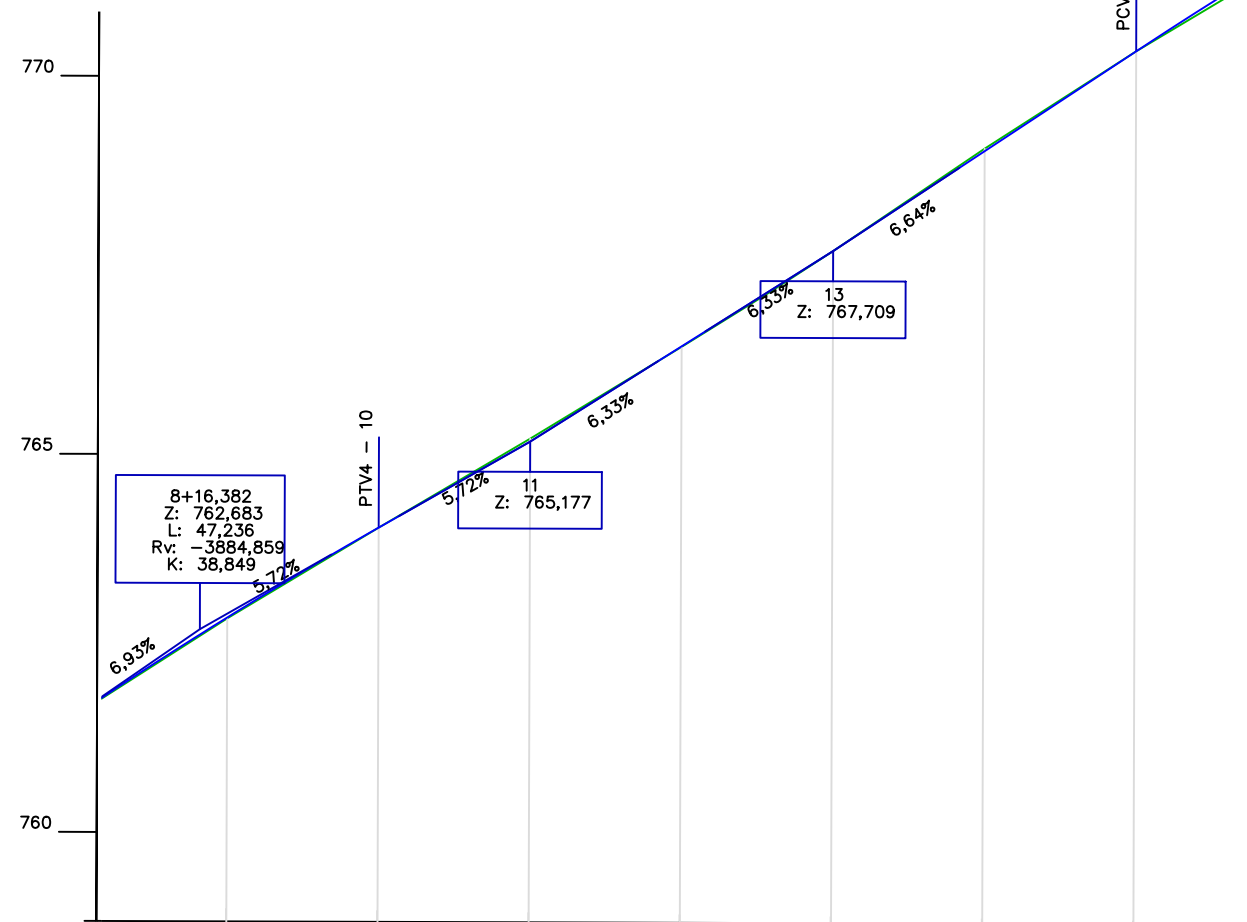 PCV
770
6,64%
6,33%
13
Z: 767,709
6,33%
PTV4 - 10
765
5,72%
11
Z: 765,177
8+16,382
Z: 762,683
L: 47,236
Rv: -3884,859
K: 38,849
5,72%
6,93%
760